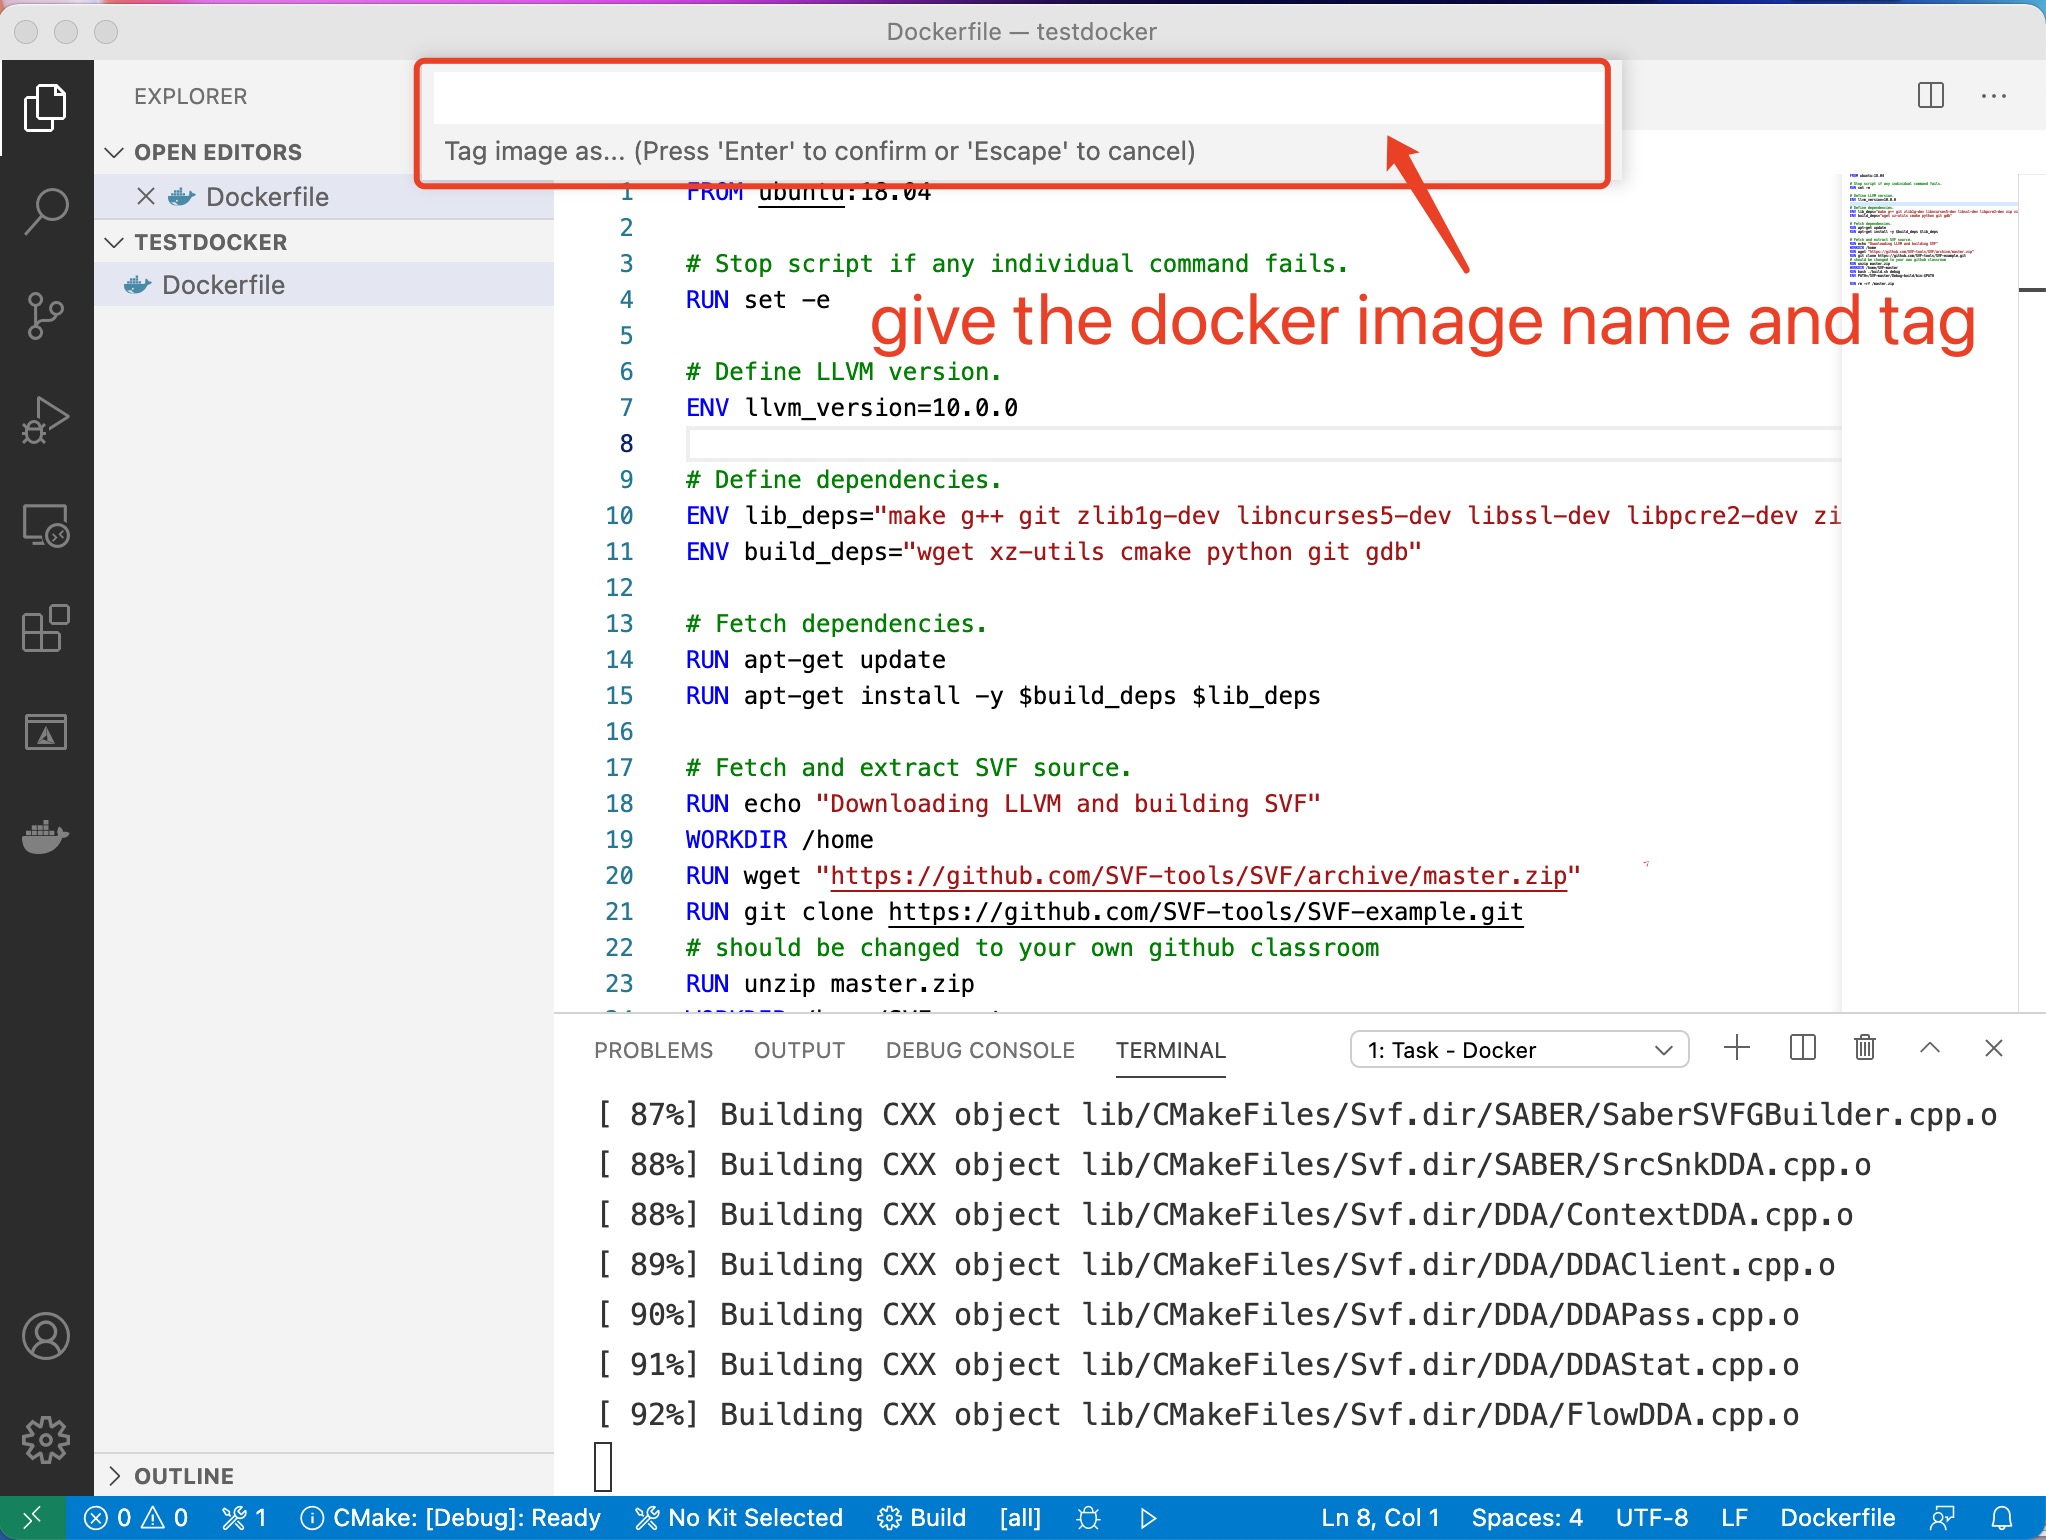 Dockerfile — testdocker
EXPLORER
OPEN EDITORS
Dockerfile
TESTDOCKER
Dockerfile
OUTLINE
Tag image as... (Press 'Enter' to confirm or 'Escape' to cancel)
give the docker image name and tag
1 FROM ubuntu:18.04
2
3 # Stop script if any individual command fails.
4 RUN set -e
5
6 # Define LLVM version.
7 ENV llvm_version=10.0.0
8
9 # Define dependencies.
10 ENV lib_deps="make g++ git zlib1g-dev libncurses5-dev libssl-dev libpcre2-dev zi
11 ENV build_deps="wget xz-utils cmake python git gdb"
12
13 # Fetch dependencies.
14 RUN apt-get update
15 RUN apt-get install -y $build_deps $lib_deps
16
17 # Fetch and extract SVF source.
18 RUN echo "Downloading LLVM and building SVF"
19 WORKDIR /home
20 RUN wget "https://github.com/SVF-tools/SVF/archive/master.zip"
21 RUN git clone https://github.com/SVF-tools/SVF-example.git
22 # should be changed to your own github classroom
23 RUN unzip master.zip
PROBLEMS OUTPUT DEBUG CONSOLE TERMINAL 1: Task - Docker
[ 87%] Building CXX object lib/CMakeFiles/Svf.dir/SABER/SaberSVFGBuilder.cpp.o
[ 88%] Building CXX object lib/CMakeFiles/Svf.dir/SABER/SrcSnkDDA.cpp.o
[ 88%] Building CXX object lib/CMakeFiles/Svf.dir/DDA/ContextDDA.cpp.o
[ 89%] Building CXX object lib/CMakeFiles/Svf.dir/DDA/DDAClient.cpp.o
[ 90%] Building CXX object lib/CMakeFiles/Svf.dir/DDA/DDAPass.cpp.o
[ 91%] Building CXX object lib/CMakeFiles/Svf.dir/DDA/DDAStat.cpp.o
[ 92%] Building CXX object lib/CMakeFiles/Svf.dir/DDA/FlowDDA.cpp.o
0 0 1 CMake: [Debug]: Ready No Kit Selected Build [all] Ln 8, Col 1 Spaces: 4 UTF-8 LF Dockerfile